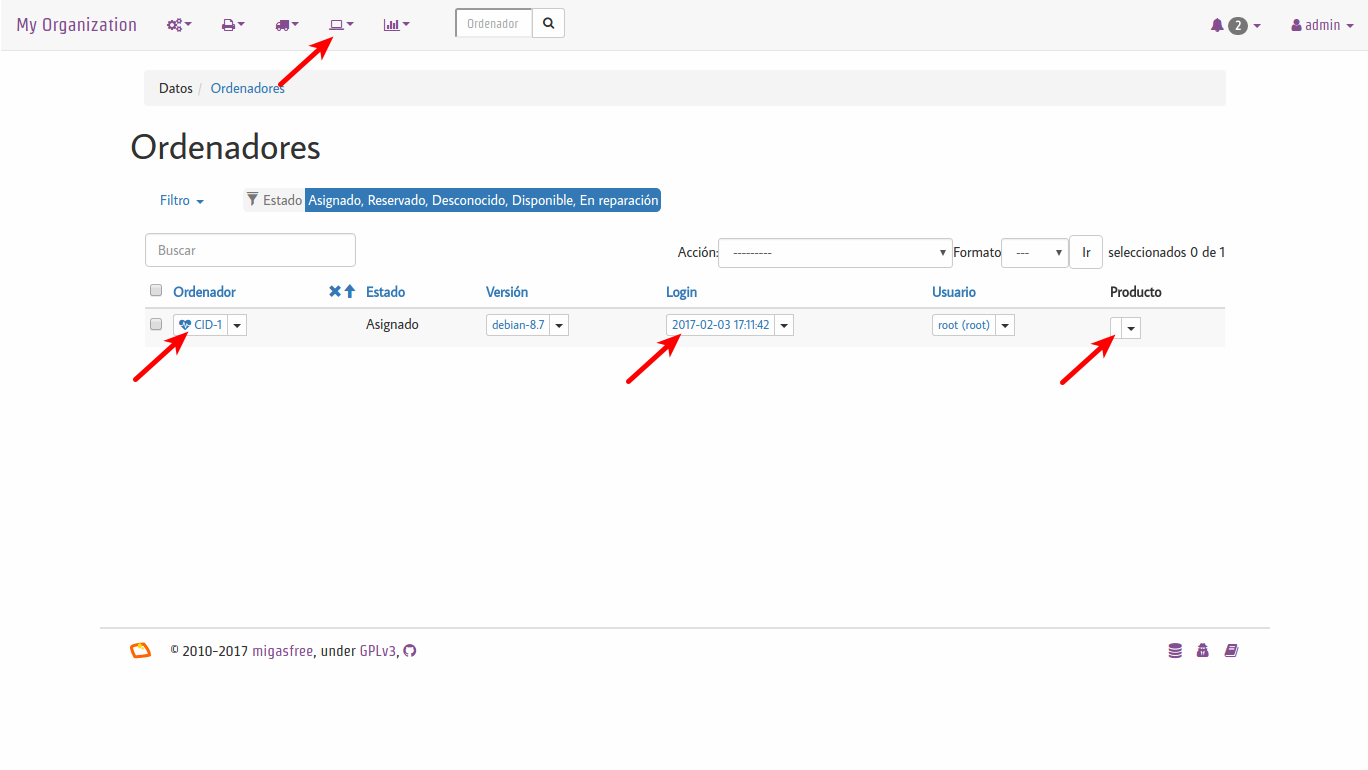 My Organization Ordenador 2 admin
Datos / Ordenadores
Ordenadores
Filtro Estado Asignado, Reservado, Desconocido, Disponible, En reparación
Buscar Acción: --------- Formato --- Ir seleccionados 0 de 1
Ordenador Estado Versión Login Usuario Producto
CID-1 Asignado debian-8.7 2017-02-03 17:11:42 root (root)
© 2010-2017 migasfree, under GPLv3,